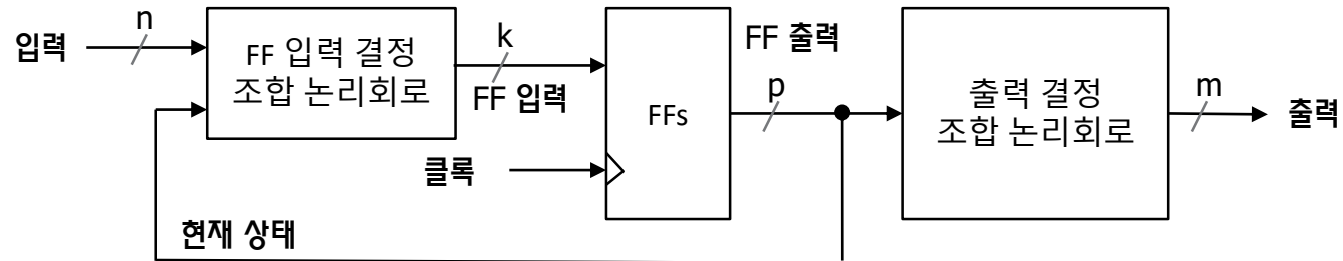 입력
n
FF 입력 결정
조합 논리회로
k
FF 입력
클록
FFs
FF 출력
p
출력 결정
조합 논리회로
m
출력
현재 상태